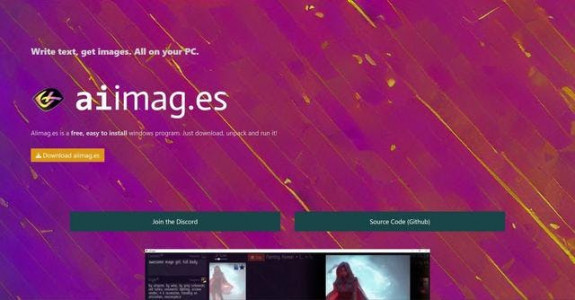 Write text, get images. All on your PC.
aiimag.es
AIimag.es is a free, easy to install windows program. Just download, unpack and run it!
Download aiimag.es
Join the Discord
Source Code (Github)